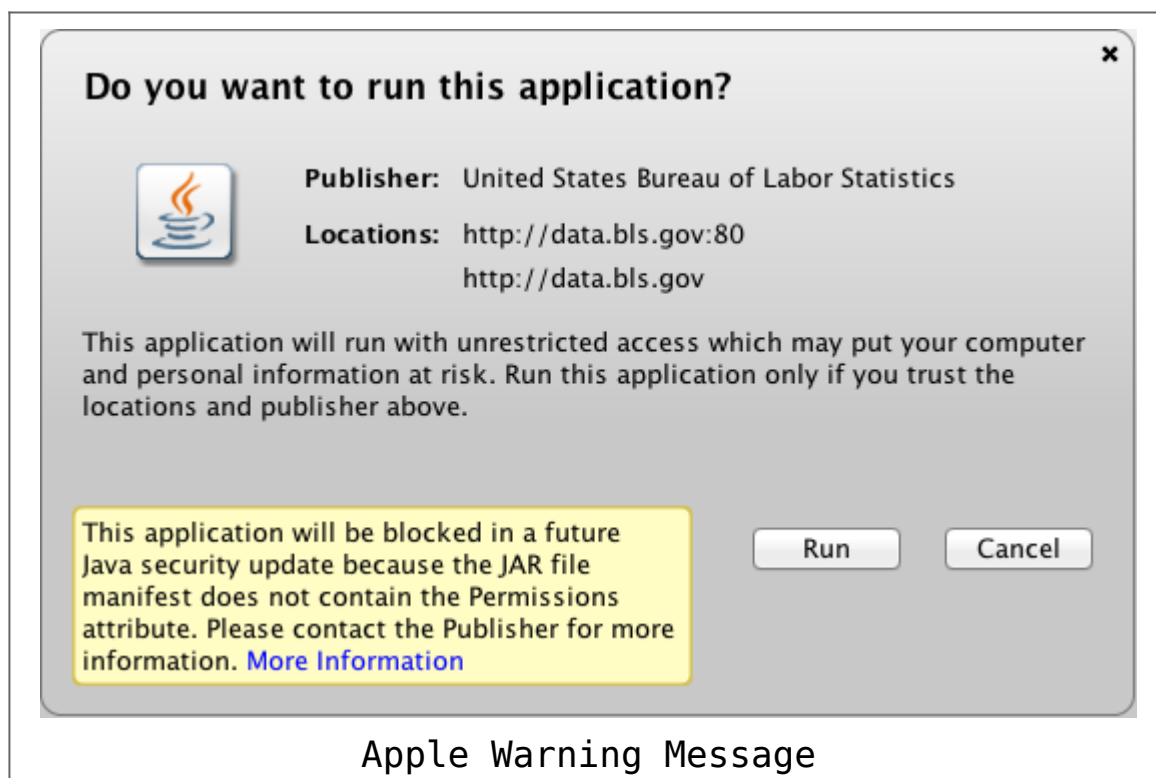 Do you want to run this application?
Publisher: United States Bureau of Labor Statistics
Locations: http://data.bls.gov:80
http://data.bls.gov
This application will run with unrestricted access which may put your computer
and personal information at risk. Run this application only if you trust the
locations and publisher above.
This application will be blocked in a future
Java security update because the JAR file
manifest does not contain the Permissions
attribute. Please contact the Publisher for more
information. More Information
Run
Cancel
Apple Warning Message